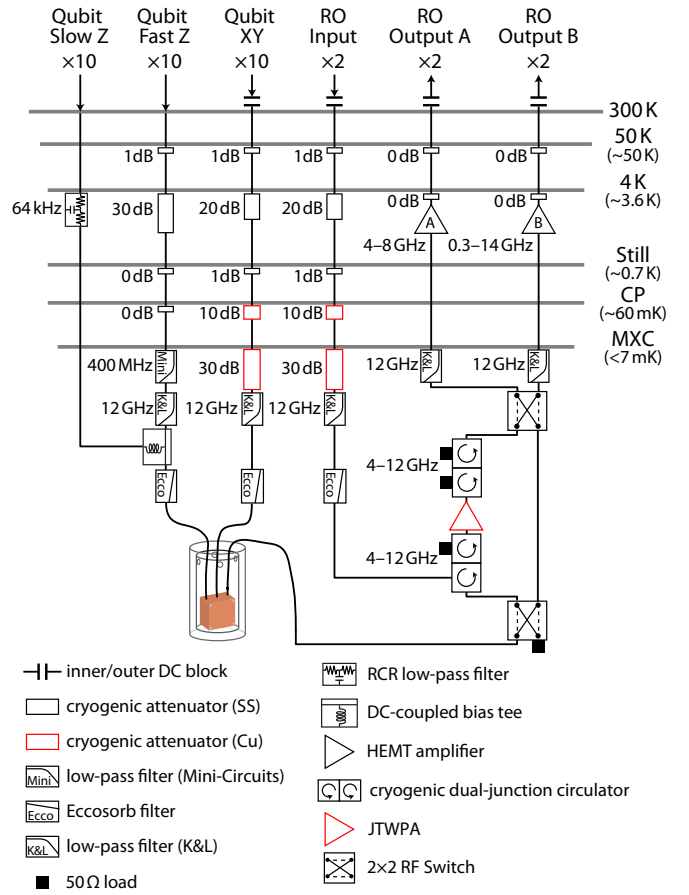 Qubit Slow Z ×10
Qubit Fast Z ×10
Qubit XY ×10
RO Input ×2
RO Output A ×2
RO Output B ×2
300 K
50 K (~50 K)
1 dB 1 dB 1 dB 0 dB 0 dB
4 K (~3.6 K)
64 kHz 30 dB 20 dB 20 dB 0 dB 0 dB
A B
4–8 GHz 0.3–14 GHz
Still (~0.7 K)
0 dB 1 dB 1 dB
CP (~60 mK)
0 dB 10 dB 10 dB
MXC (<7 mK)
400 MHz Mini 30 dB 30 dB 12 GHz K&L 12 GHz K&L
12 GHz K&L 12 GHz K&L 12 GHz K&L
4–12 GHz
Ecco Ecco Ecco
4–12 GHz
inner/outer DC block
cryogenic attenuator (SS)
cryogenic attenuator (Cu)
Mini low-pass filter (Mini-Circuits)
Ecco Eccosorb filter
K&L low-pass filter (K&L)
50 Ω load
RCR low-pass filter
DC-coupled bias tee
HEMT amplifier
cryogenic dual-junction circulator
JTWPA
2×2 RF Switch